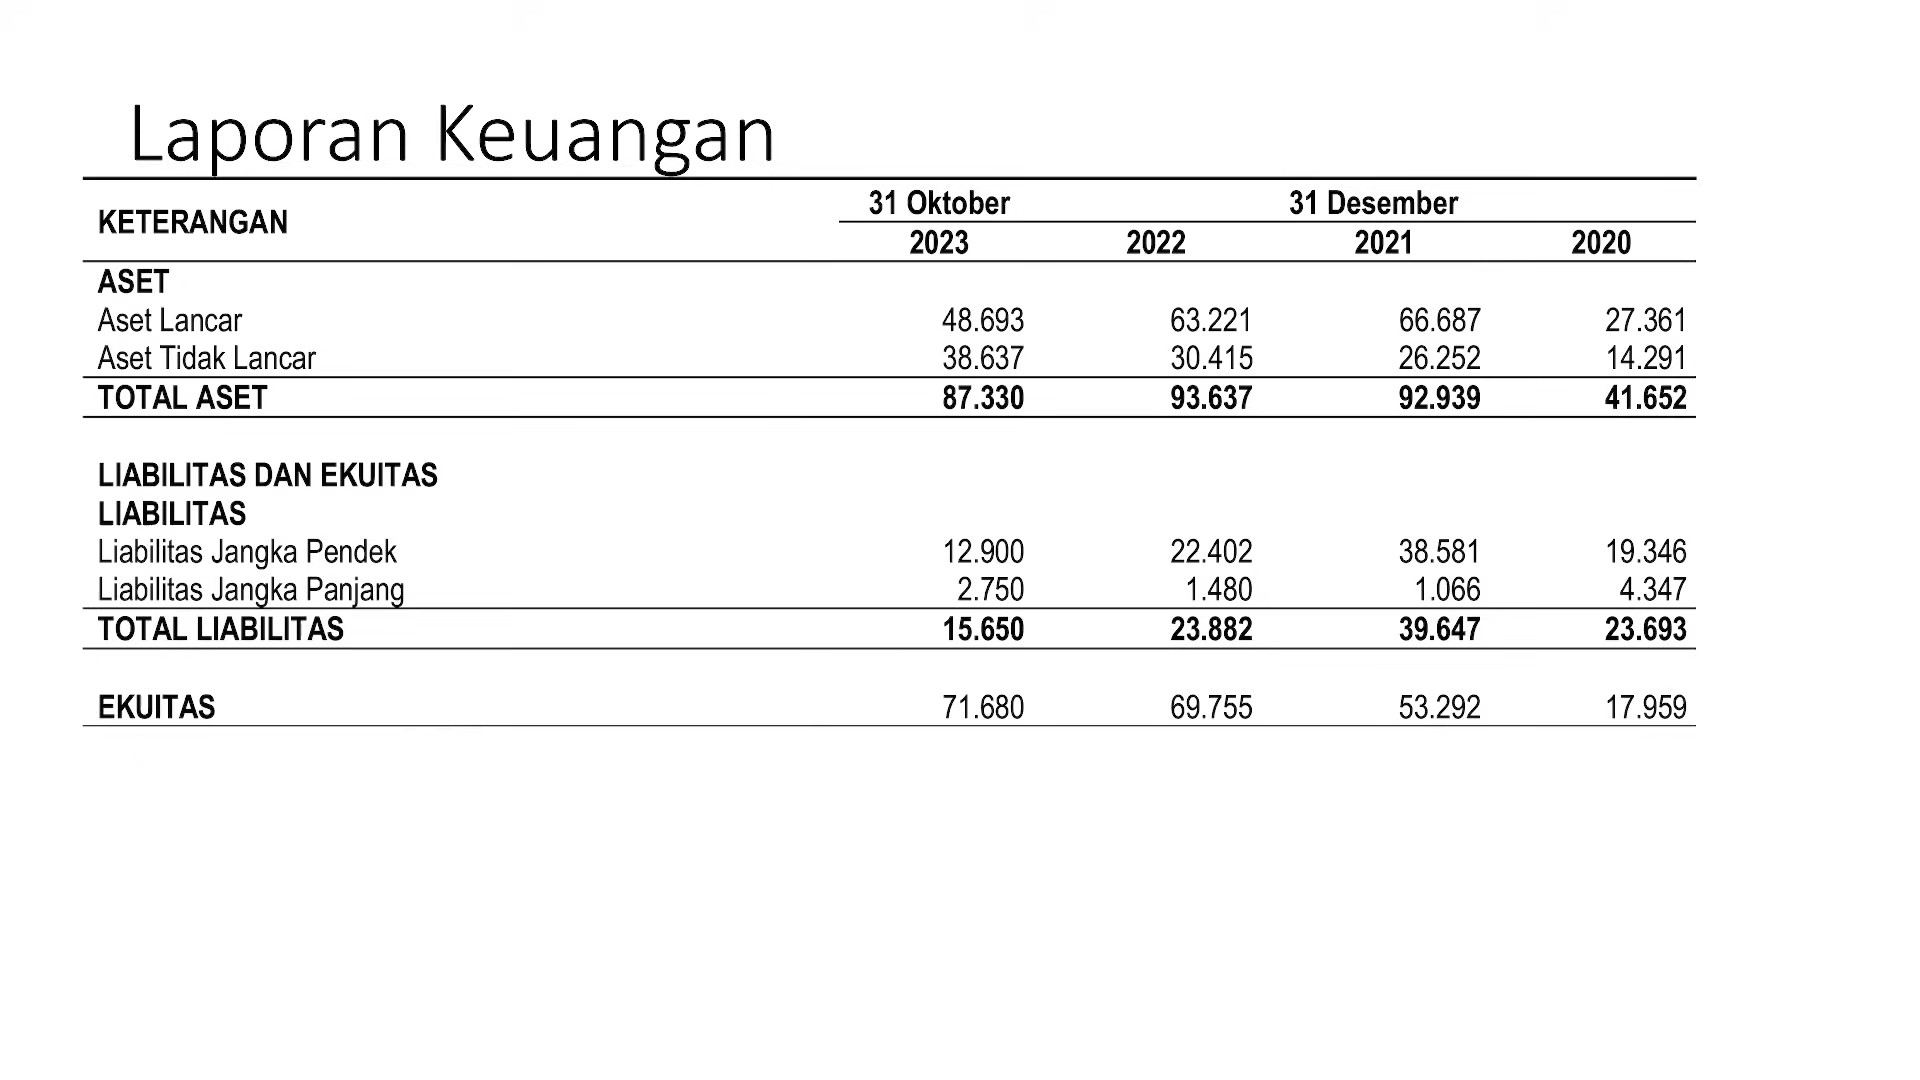 Laporan Keuangan
KETERANGAN 31 Oktober 31 Desember
2023 2022 2021 2020
ASET
Aset Lancar 48.693 63.221 66.687 27.361
Aset Tidak Lancar 38.637 30.415 26.252 14.291
TOTAL ASET 87.330 93.637 92.939 41.652
LIABILITAS DAN EKUITAS
LIABILITAS
Liabilitas Jangka Pendek 12.900 22.402 38.581 19.346
Liabilitas Jangka Panjang 2.750 1.480 1.066 4.347
TOTAL LIABILITAS 15.650 23.882 39.647 23.693
EKUITAS 71.680 69.755 53.292 17.959